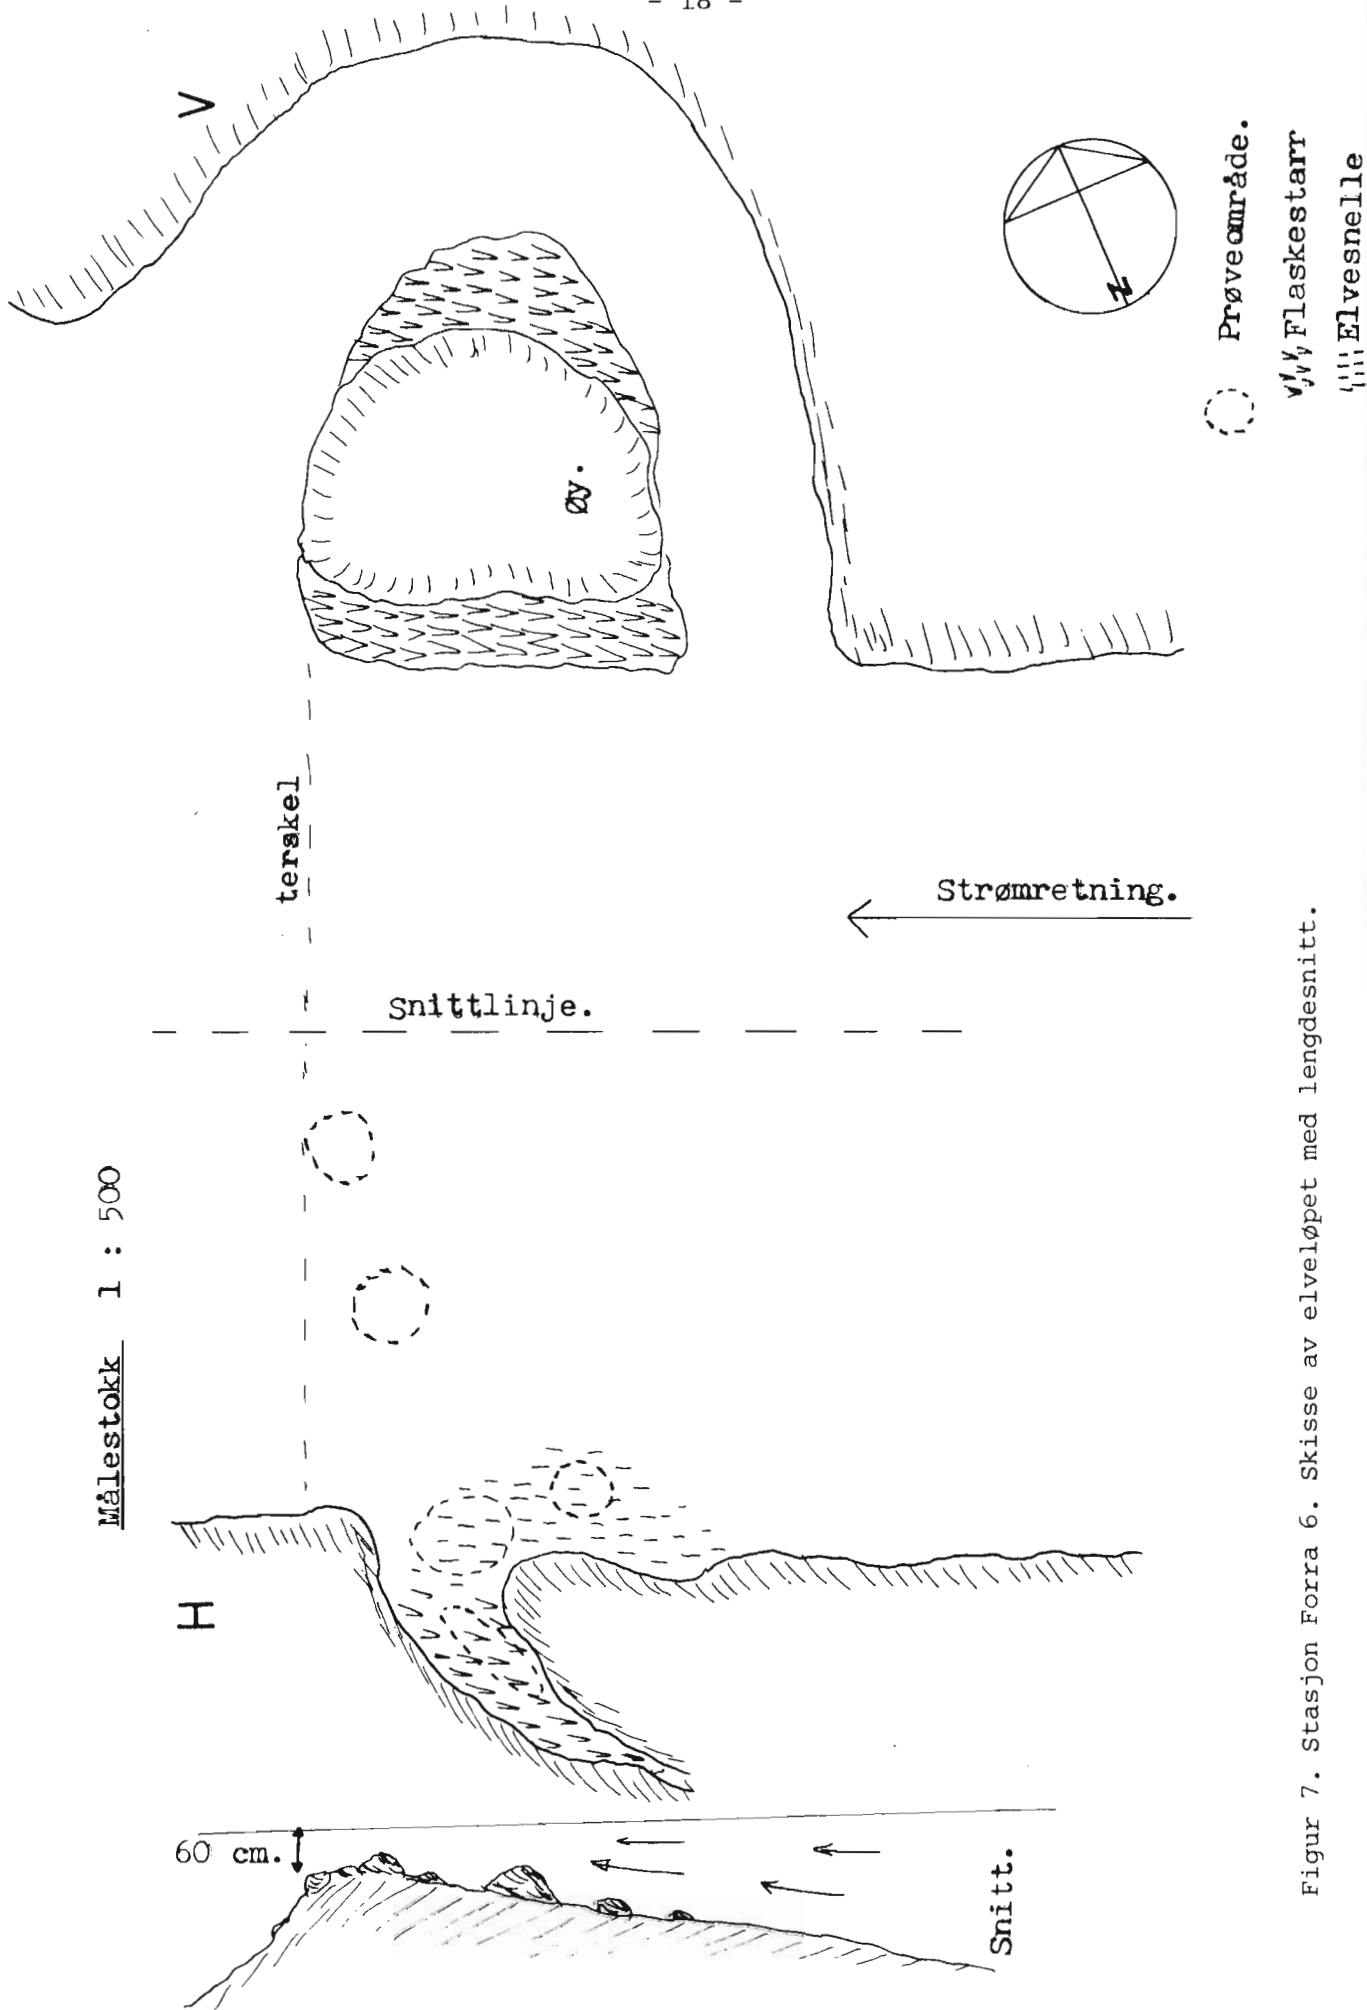 - 18 -
V
Målestokk 1 : 500
H
terskel
Øy.
Snittlinje.
Strømretning.
60 cm.
Snitt.
N
Prøveområde.
Flaskestarr
Elvesnelle
Figur 7. Stasjon Forra 6. Skisse av elveløpet med lengdesnitt.